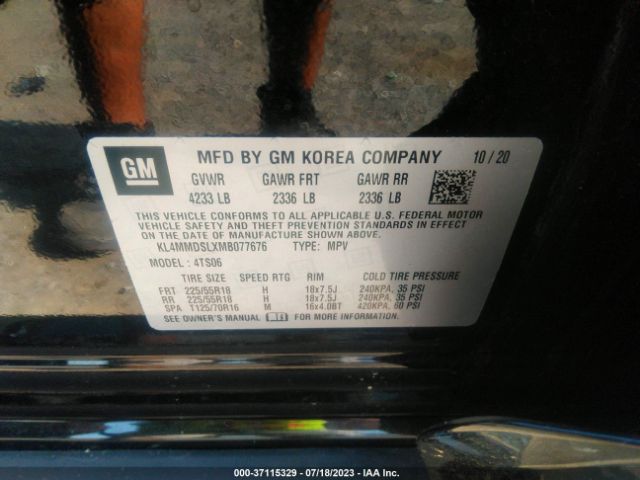 GM MFD BY GM KOREA COMPANY 10/20
GVWR GAWR FRT GAWR RR
4233 LB 2336 LB 2336 LB
THIS VEHICLE CONFORMS TO ALL APPLICABLE U.S. FEDERAL MOTOR
VEHICLE SAFETY AND THEFT PREVENTION STANDARDS IN EFFECT ON
THE DATE OF MANUFACTURE SHOWN ABOVE.
KL4MMDSLXMB077676 TYPE: MPV
MODEL: 4TS06
TIRE SIZE SPEED RTG RIM COLD TIRE PRESSURE
FRT 225/55R18 H 18x7.5J 240KPA, 35 PSI
RR 225/55R18 H 18x7.5J 240KPA, 35 PSI
SPA T125/70R16 M 16x4.0BT 420KPA, 60 PSI
SEE OWNER'S MANUAL FOR MORE INFORMATION.
000-37115329 - 07/18/2023 - IAA Inc.